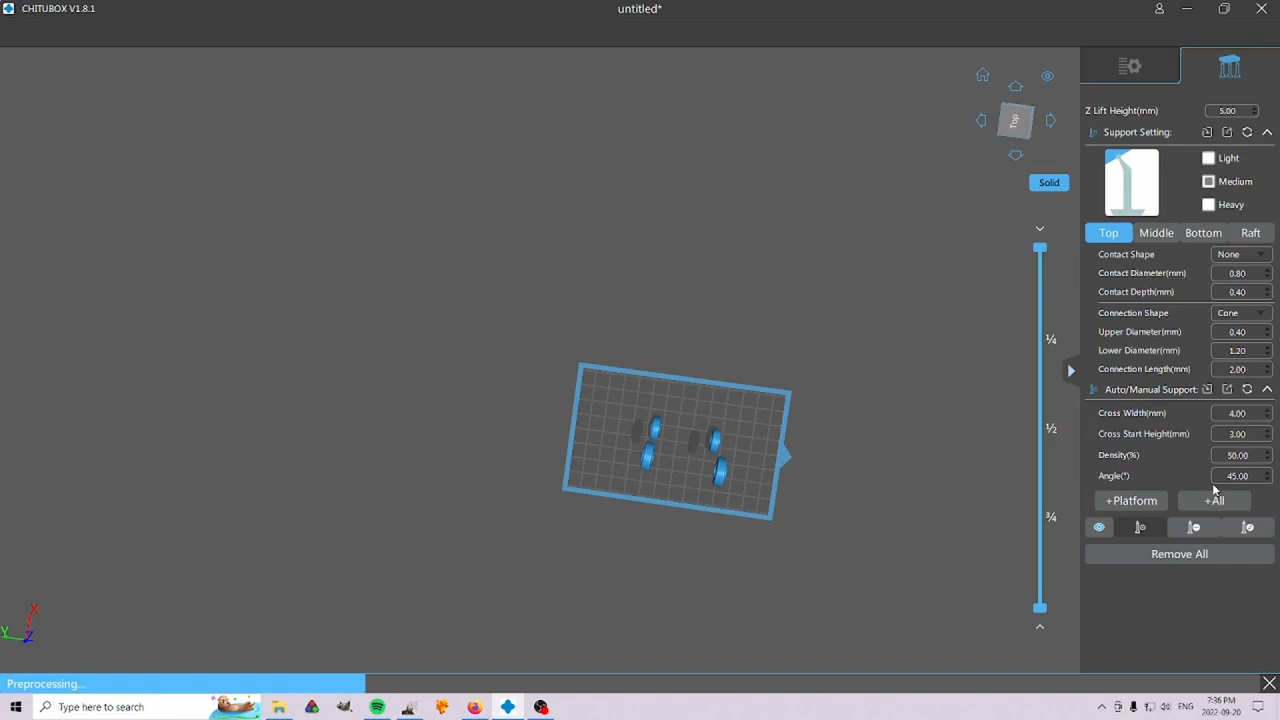 CHITUBOX V1.8.1
untitled*
Top
Solid
¼
½
¾
Z Lift Height(mm) 5.00
Support Setting:
Light
Medium
Heavy
Top Middle Bottom Raft
Contact Shape None
Contact Diameter(mm) 0.80
Contact Depth(mm) 0.40
Connection Shape Cone
Upper Diameter(mm) 0.40
Lower Diameter(mm) 1.20
Connection Length(mm) 2.00
Auto/Manual Support:
Cross Width(mm) 4.00
Cross Start Height(mm) 3.00
Density(%) 50.00
Angle(°) 45.00
+Platform +All
Remove All
X
Y
Z
Preprocessing...
Type here to search
ENG
7:36 PM
2022-09-20